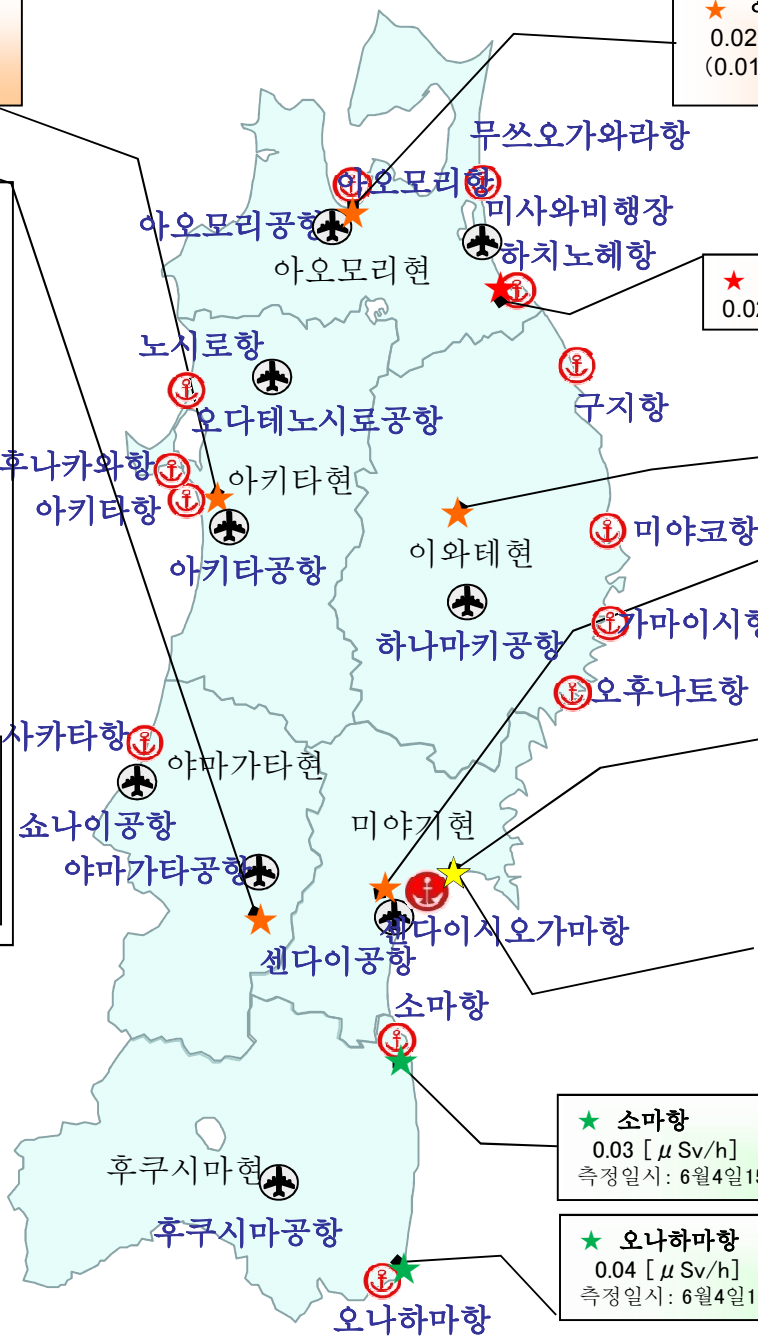 0.02
(0.01
무쓰오가와라항
아오모리항
아오모리공항
미사와비행장
아오모리현
하치노헤항
★
0.02
노시로항
오다테노시로공항
구지항
후나카와항
아키타현
아키타항
아키타공항
이와테현
미야코항
하나마키공항
가마이시항
오후나토항
사카타항
야마가타현
쇼나이공항
미야기현
야마가타공항
센다이시오가마항
센다이공항
소마항
★ 소마항
0.03 [μSv/h]
측정일시: 6월4일15
후쿠시마현
후쿠시마공항
★ 오나하마항
0.04 [μSv/h]
측정일시: 6월4일1
오나하마항